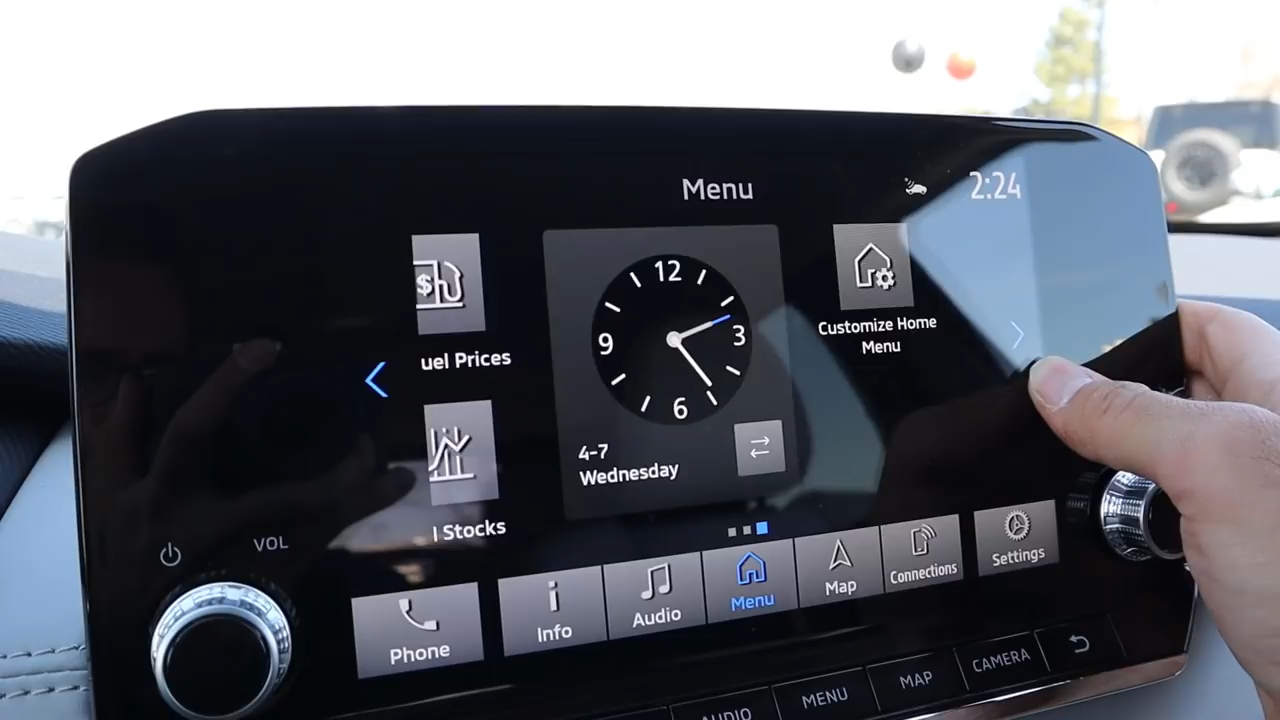 Menu
2:24
$
uel Prices
12
3
6
9
4-7
Wednesday
Customize Home
Menu
Stocks
VOL
Phone
Info
Audio
Menu
Map
Connections
Settings
AUDIO
MENU
MAP
CAMERA